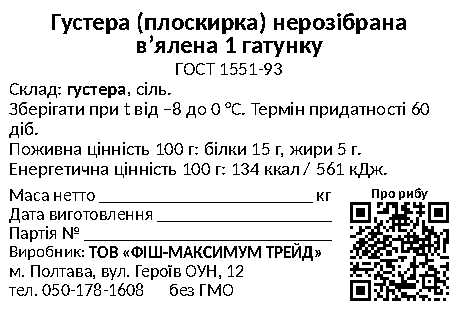 Густера (плоскирка) нерозібрана
в’ялена 1 гатунку
ГОСТ 1551-93
Склад: густера, сіль.
Зберігати при t від –8 до 0 °С. Термін придатності 60
діб.
Поживна цінність 100 г: білки 15 г, жири 5 г.
Енергетична цінність 100 г: 134 ккал / 561 кДж.
Маса нетто ________________________ кг
Дата виготовлення ____________________
Партія № ____________________________
Виробник: ТОВ «ФІШ-МАКСИМУМ ТРЕЙД»
м. Полтава, вул. Героїв ОУН, 12
тел. 050-178-1608 без ГМО
Про рибу